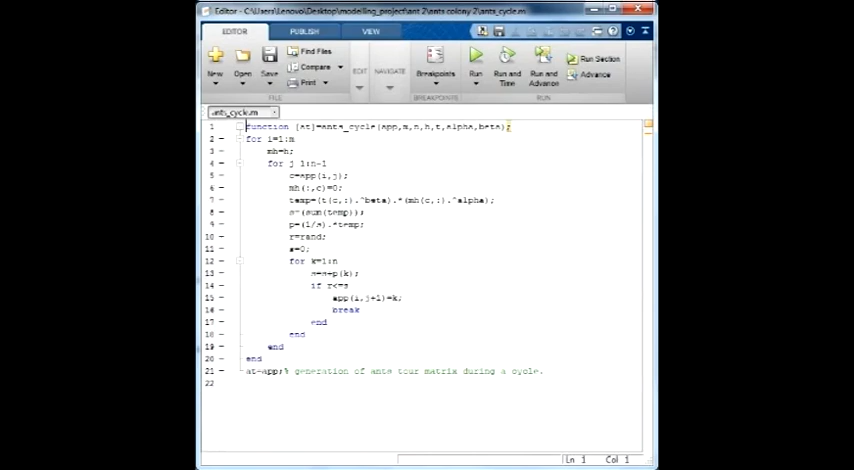 Editor - C:\Users\Lenovo\Desktop\modelling_project\ant 2\ants colony 2\ants_cycle.m
EDITOR PUBLISH VIEW
New Open Save Find Files Compare Print EDIT NAVIGATE Breakpoints Run Run and Time Run and Advance Run Section Advance
FILE BREAKPOINTS RUN
ants_cycle.m
1 function [at]=ants_cycle(app,m,n,h,t,alpha,beta);
2 for i=1:m
3 mh=h;
4 for j=1:n-1
5 c=app(i,j);
6 mh(:,c)=0;
7 temp=(t(c,:).^beta).*(mh(c,:).^alpha);
8 s=(sum(temp));
9 p=(1/s).*temp;
10 r=rand;
11 s=0;
12 for k=1:n
13 s=s+p(k);
14 if r<=s
15 app(i,j+1)=k;
16 break
17 end
18 end
19 end
20 end
21 at=app;% generation of ants tour matrix during a cycle.
22
Ln 1 Col 1